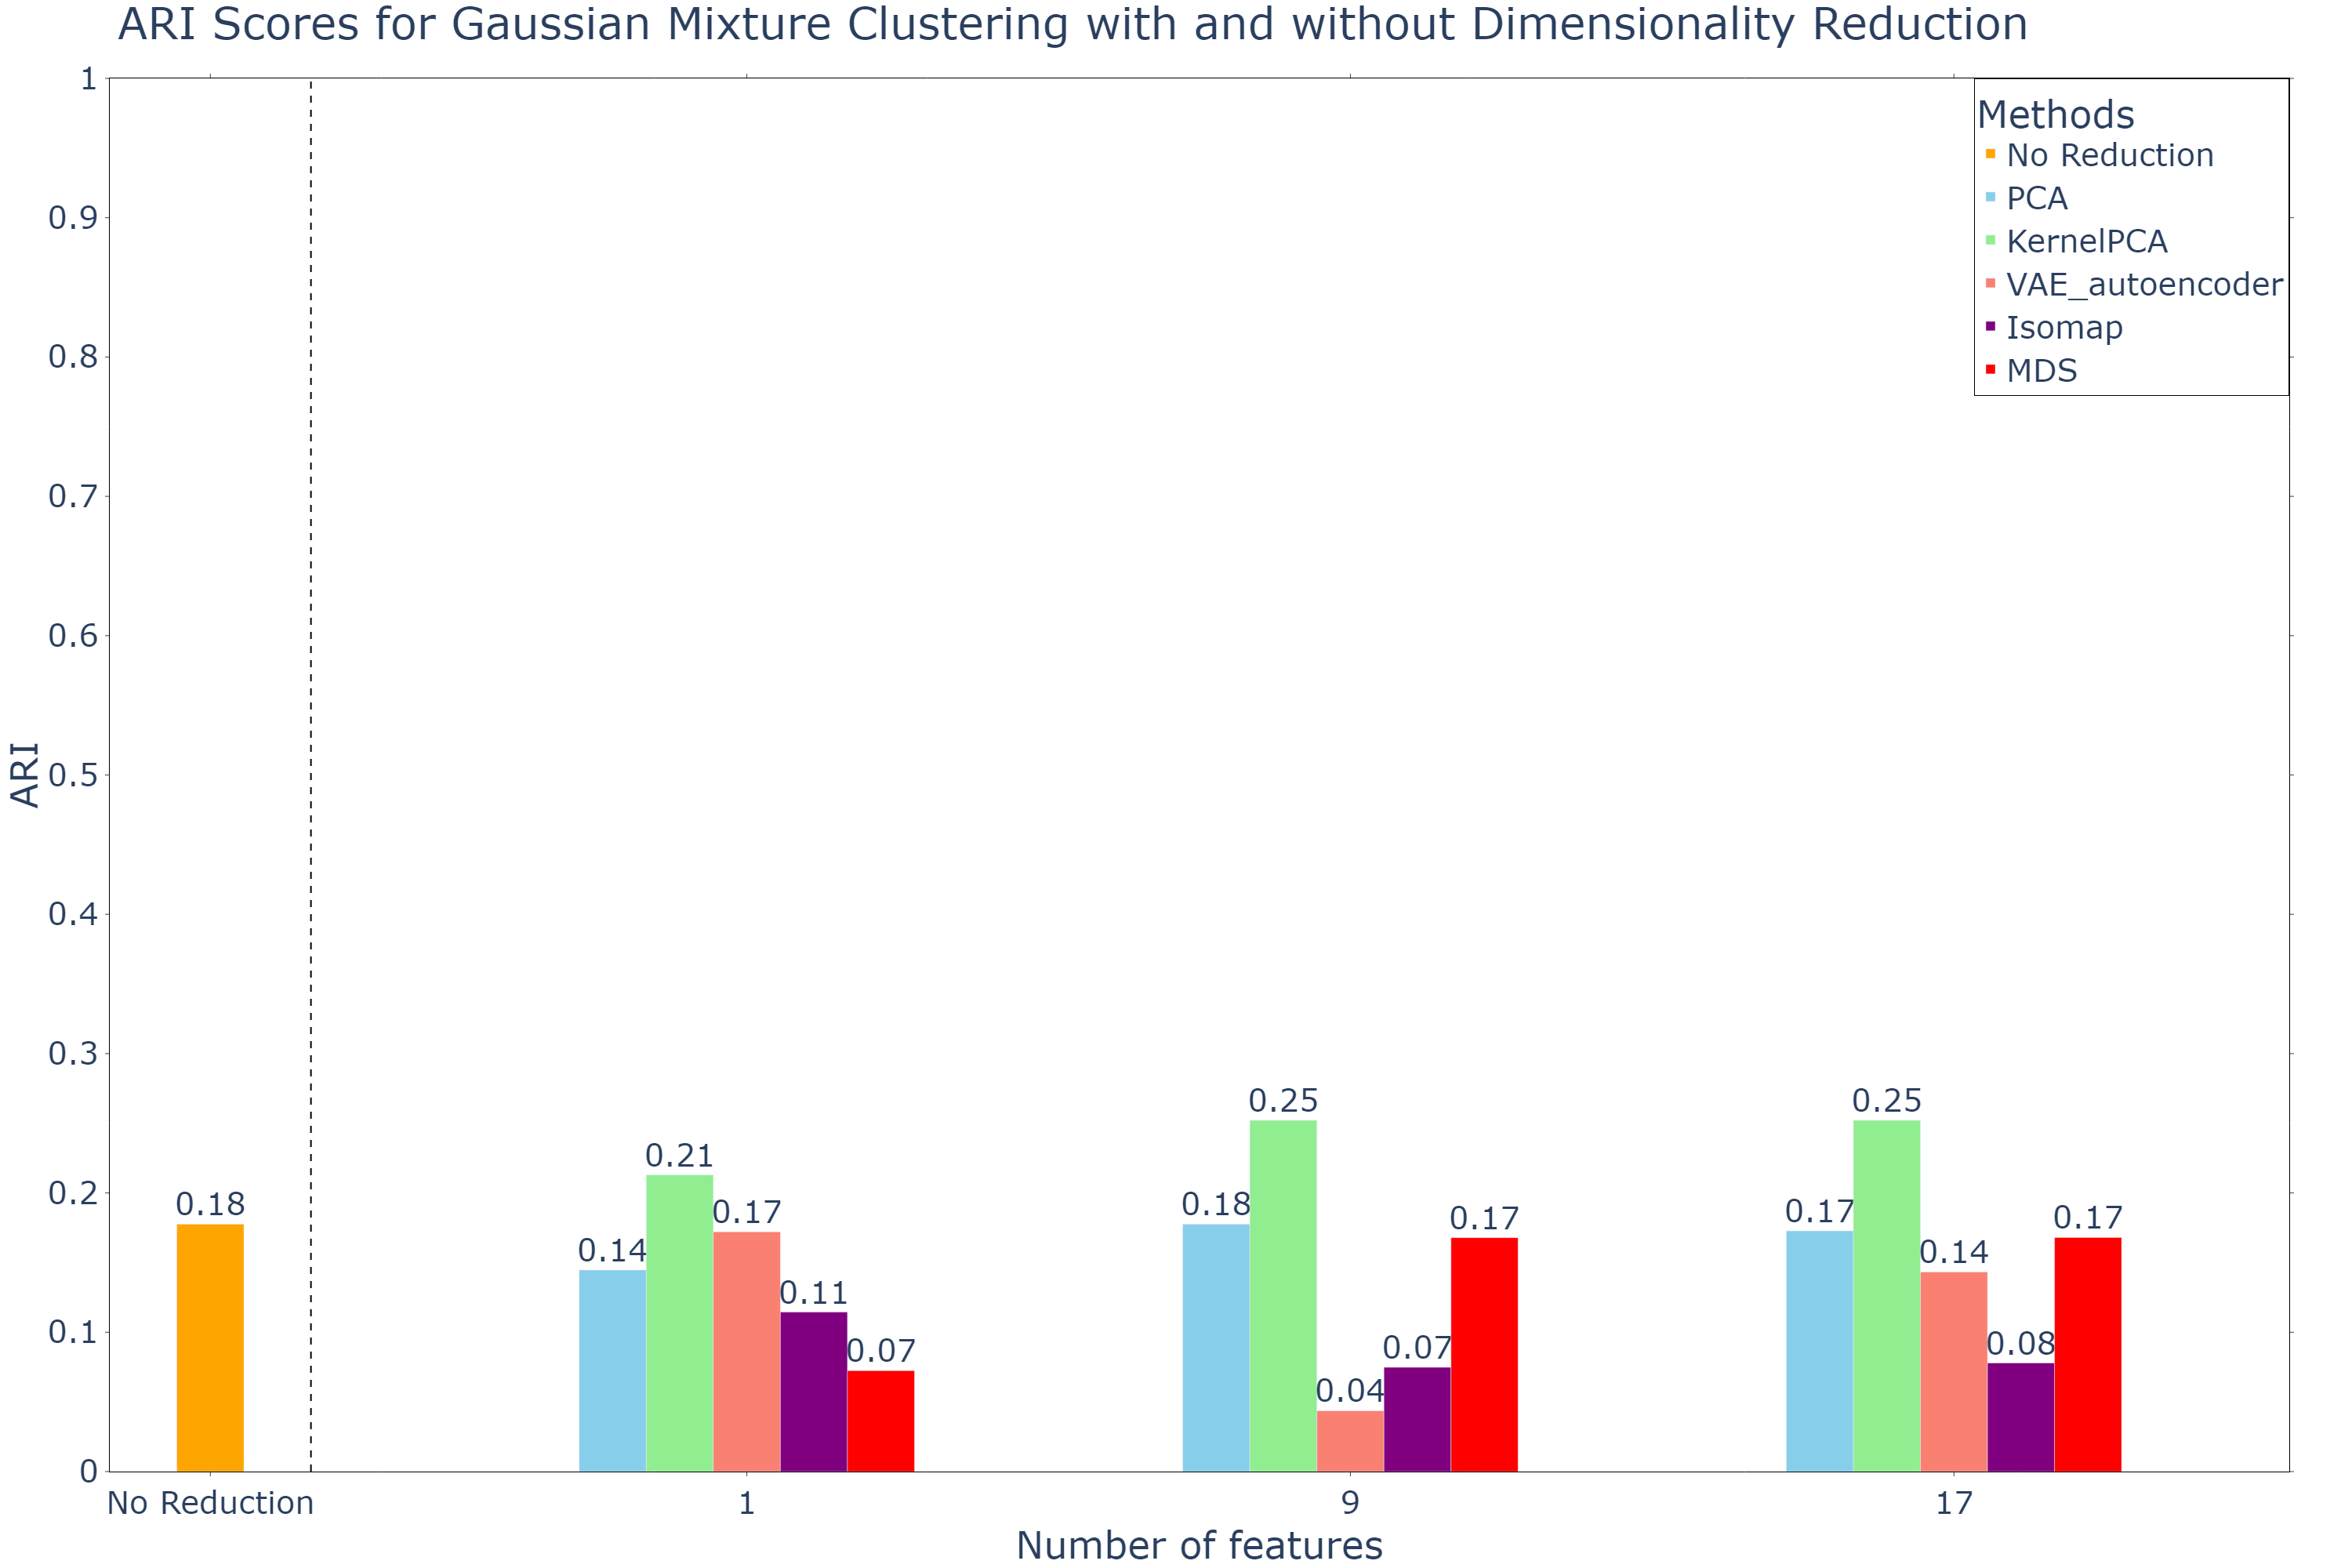 ARI Scores for Gaussian Mixture Clustering with and without Dimensionality Reduction
1
0.9
0.8
0.7
0.6
0.5
0.4
0.3
0.2
0.1
0
ARI
Methods
No Reduction
PCA
KernelPCA
VAE_autoencoder
Isomap
MDS
0.18
0.14
0.21
0.17
0.11
0.07
0.18
0.25
0.04
0.07
0.17
0.17
0.25
0.14
0.08
0.17
No Reduction
1
9
17
Number of features